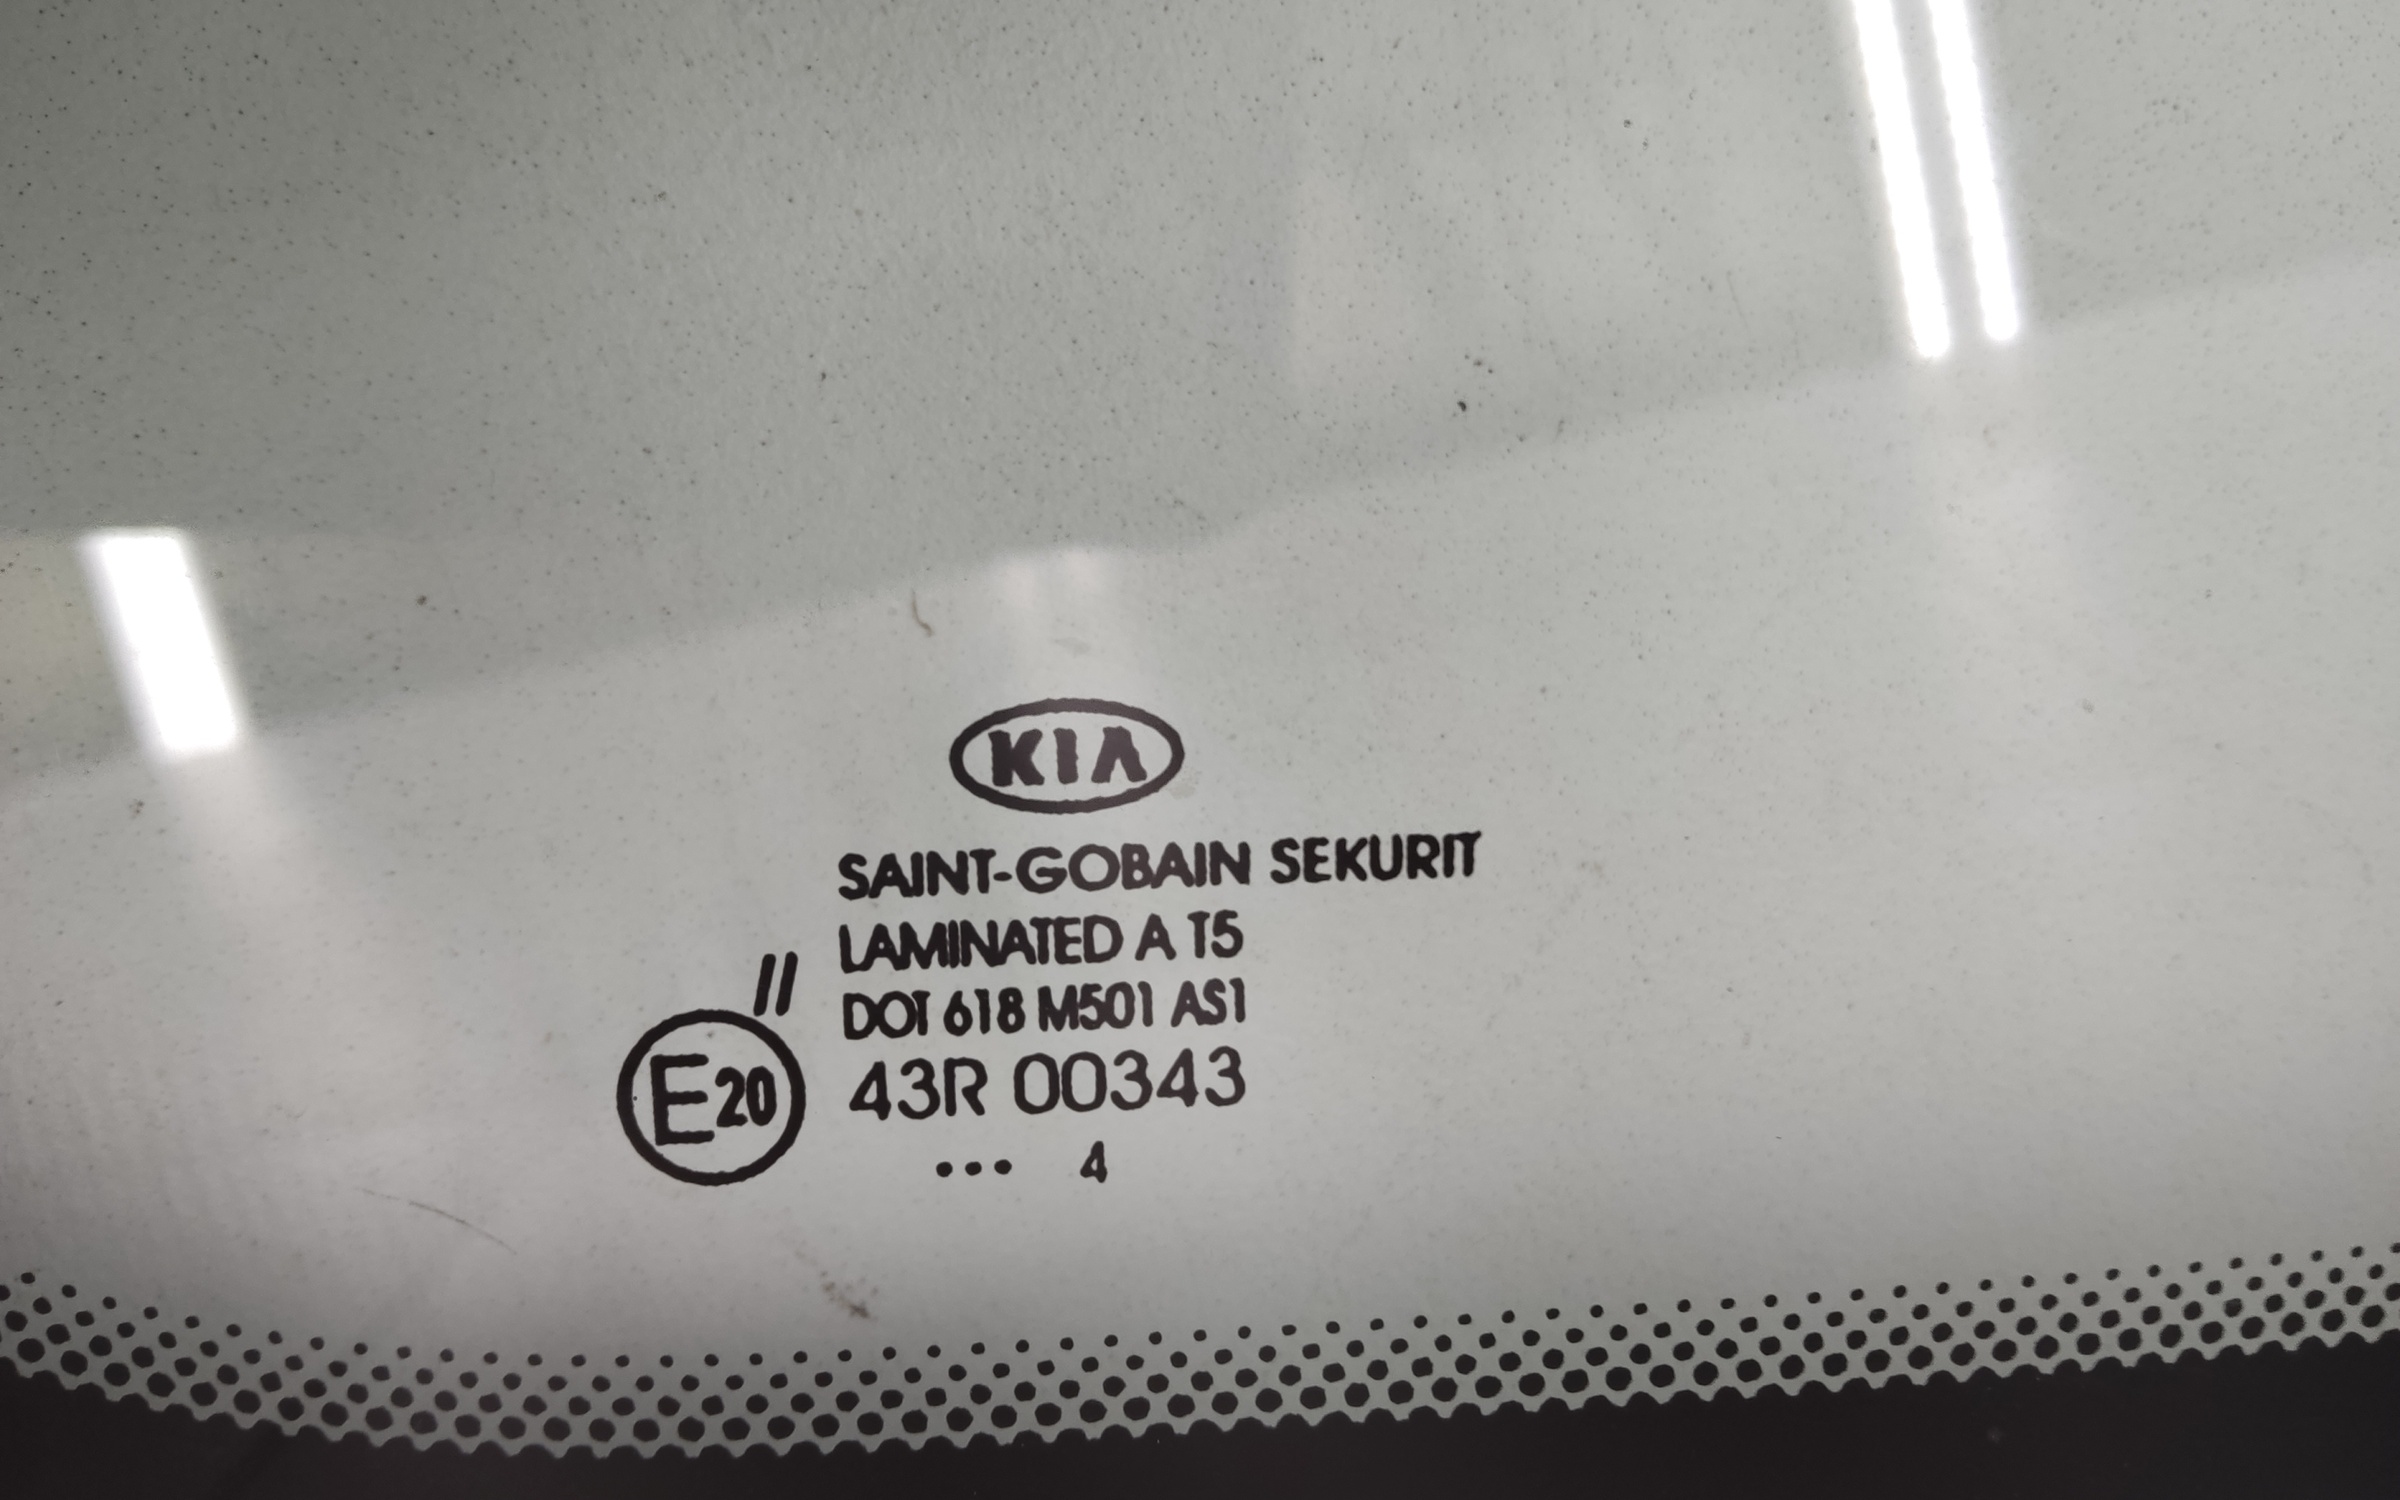 KIA
SAINT-GOBAIN SEKURIT
LAMINATED A T5
// DOT 618 M501 AS1
E20 43R 00343
... 4